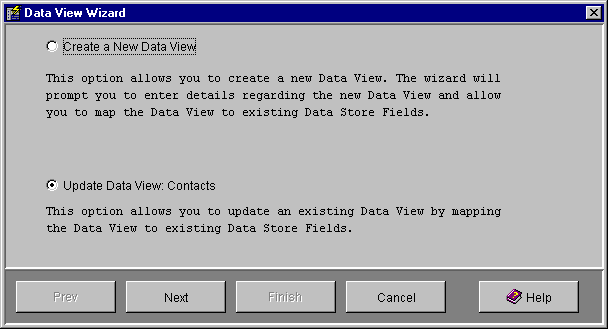 Data View Wizard
Create a New Data View
This option allows you to create a new Data View. The wizard will
prompt you to enter details regarding the new Data View and allow
you to map the Data View to existing Data Store Fields.
Update Data View: Contacts
This option allows you to update an existing Data View by mapping
the Data View to existing Data Store Fields.
Prev Next Finish Cancel Help